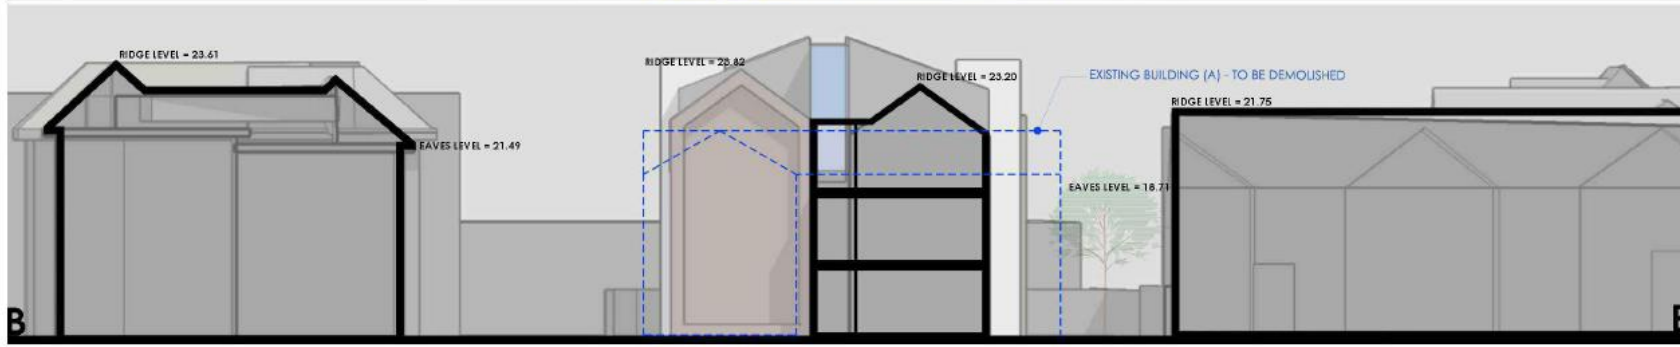 RIDGE LEVEL = 23.61
EAVES LEVEL = 21.49
RIDGE LEVEL = 23.82
RIDGE LEVEL = 23.20
EXISTING BUILDING (A) - TO BE DEMOLISHED
RIDGE LEVEL = 21.75
EAVES LEVEL = 18.71
B